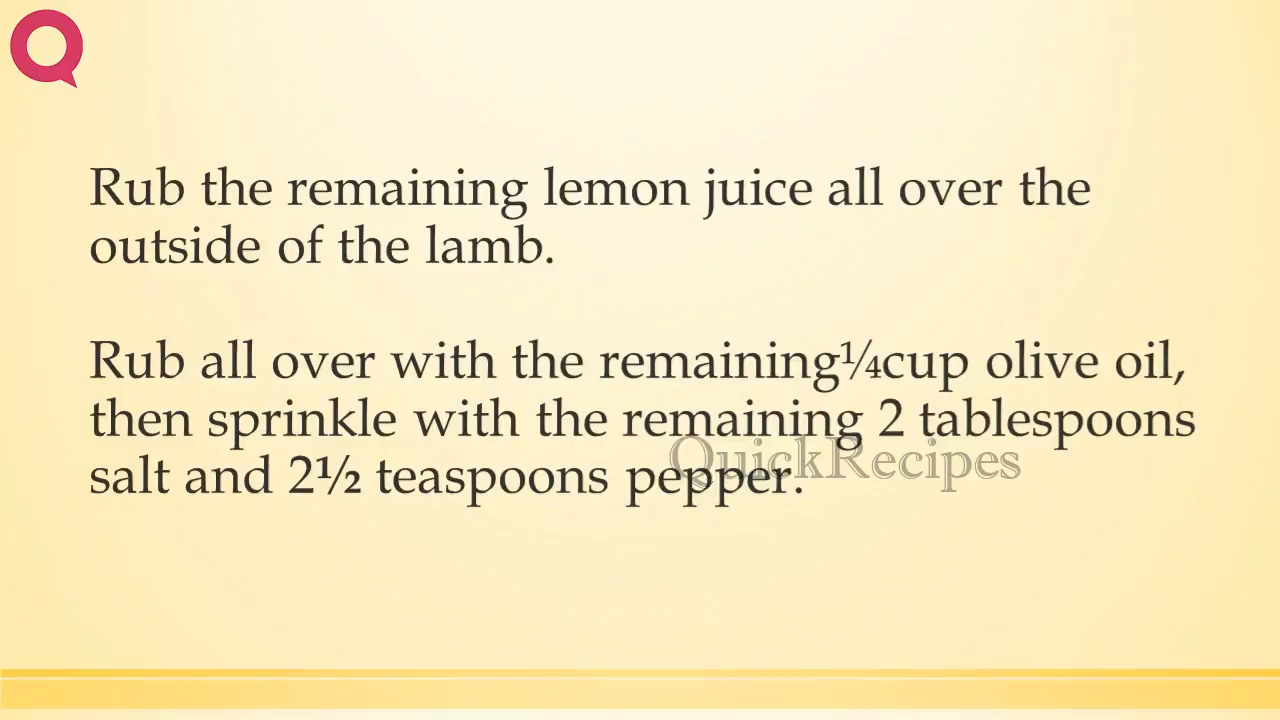 Rub the remaining lemon juice all over the
outside of the lamb.
Rub all over with the remaining¼cup olive oil,
then sprinkle with the remaining 2 tablespoons
salt and 2½ teaspoons pepper.
QuickRecipes